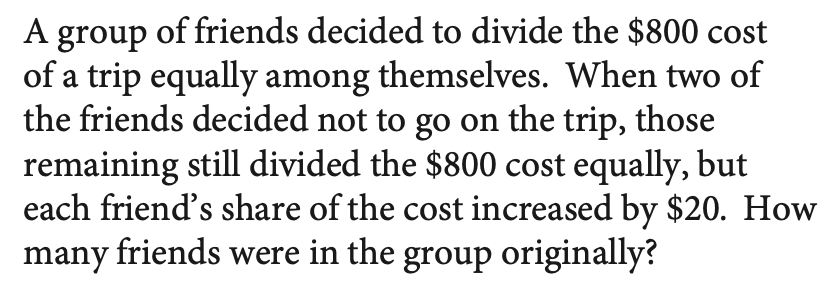 A group of friends decided to divide the $800 cost
of a trip equally among themselves. When two of
the friends decided not to go on the trip, those
remaining still divided the $800 cost equally, but
each friend’s share of the cost increased by $20. How
many friends were in the group originally?